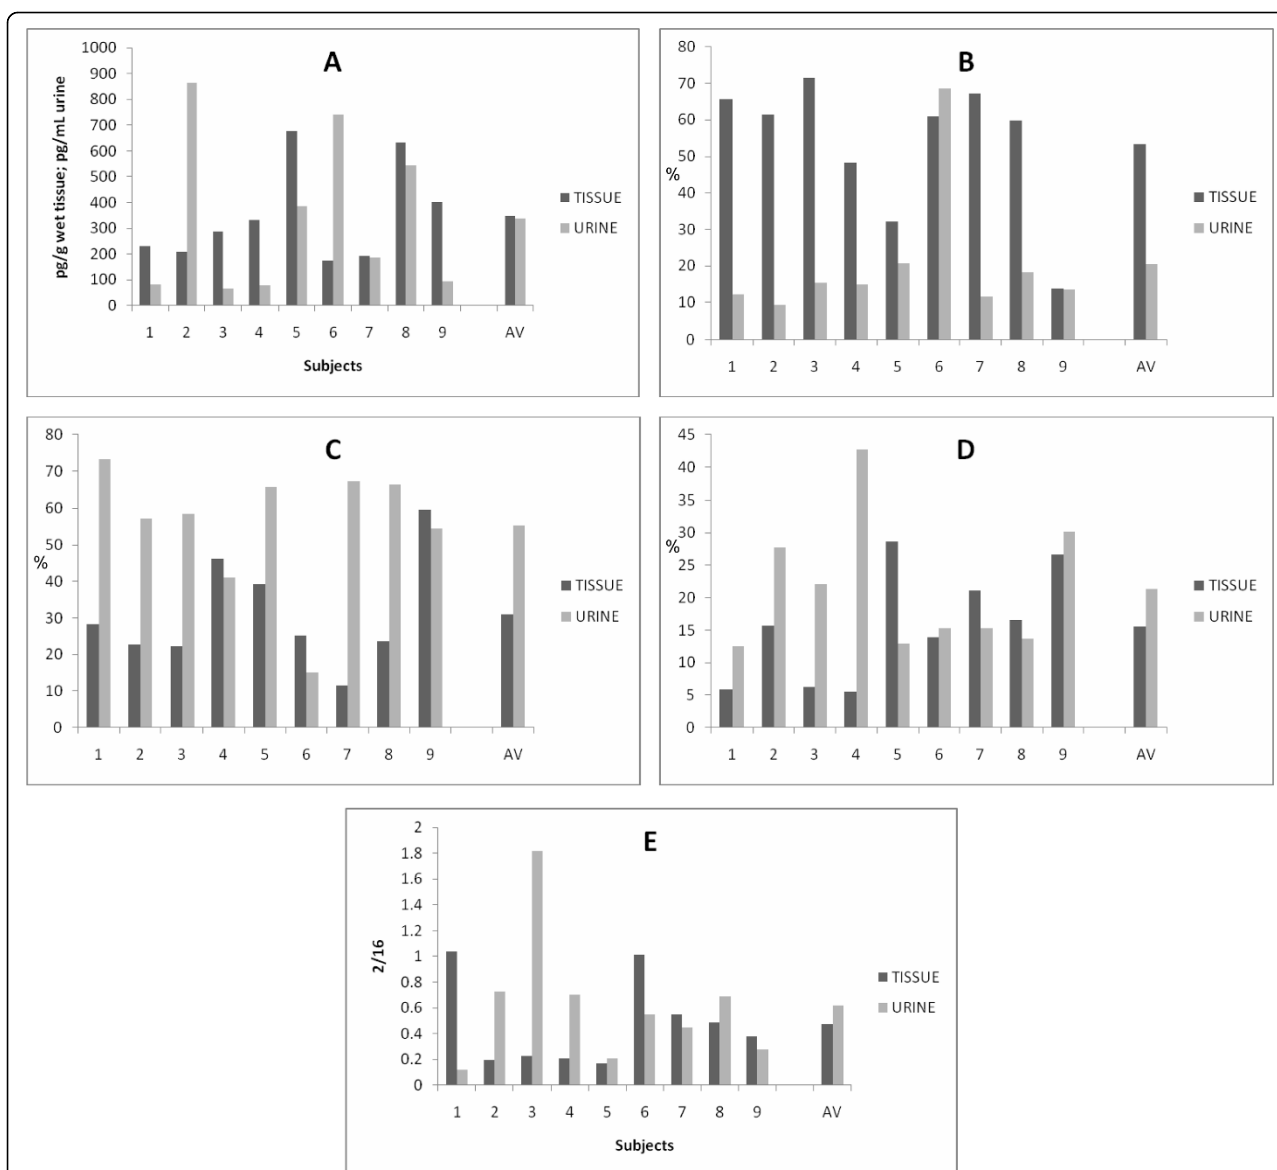 A
pg/g wet tissue; pg/mL urine
1000
900
800
700
600
500
400
300
200
100
0
1 2 3 4 5 6 7 8 9 AV
Subjects
TISSUE
URINE
B
%
80
70
60
50
40
30
20
10
0
1 2 3 4 5 6 7 8 9 AV
TISSUE
URINE
C
%
80
70
60
50
40
30
20
10
0
1 2 3 4 5 6 7 8 9 AV
TISSUE
URINE
D
%
45
40
35
30
25
20
15
10
5
0
1 2 3 4 5 6 7 8 9 AV
TISSUE
URINE
E
2/16
2
1.8
1.6
1.4
1.2
1
0.8
0.6
0.4
0.2
0
1 2 3 4 5 6 7 8 9 AV
Subjects
TISSUE
URINE